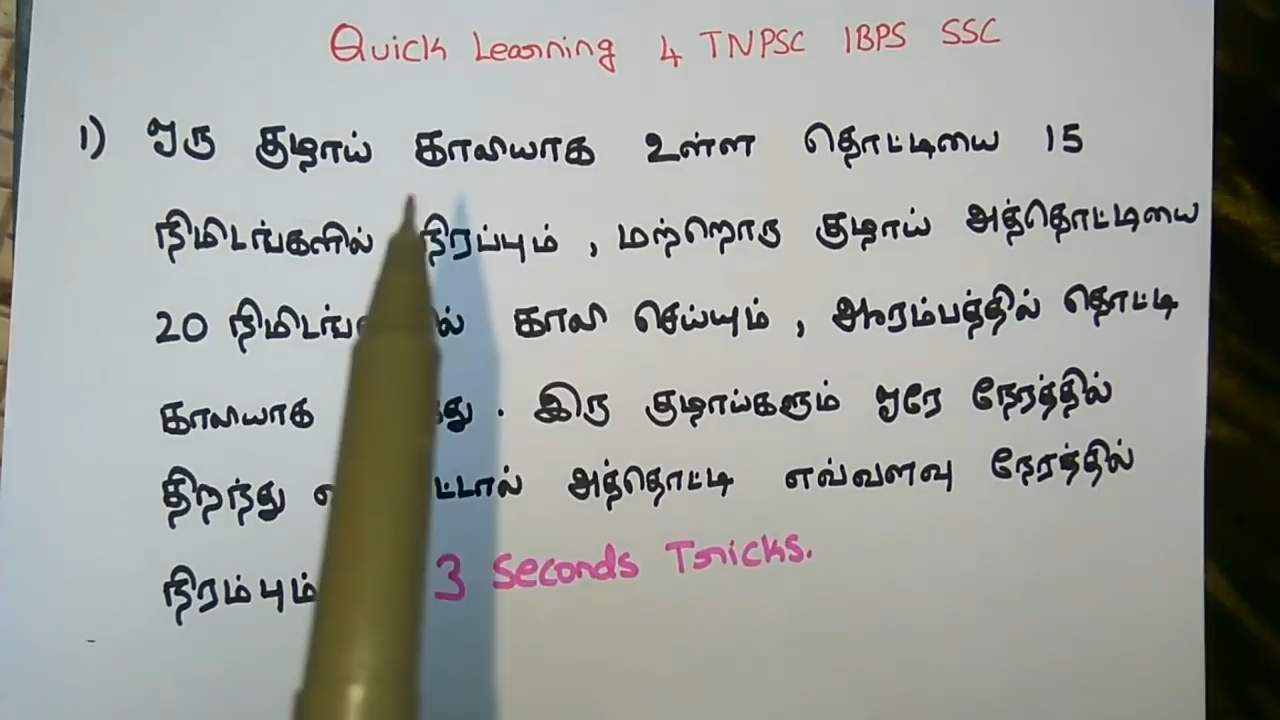 Quick Learning 4 TNPSC IBPS SSC
1) ஒரு குழாய் காலியாக உள்ள தொட்டியை 15
நிமிடங்களில் நிரப்பும் , மற்றொரு குழாய் அத்தொட்டியை
20 காலி செய்யும் , ஆரம்பத்தில் தொட்டி
காலியாக . இரு குழாய்களும் ஒரே நேரத்தில்
திறந்து அத்தொட்டி எவ்வளவு நேரத்தில்
நிரம்பும் 3 Seconds Tricks.